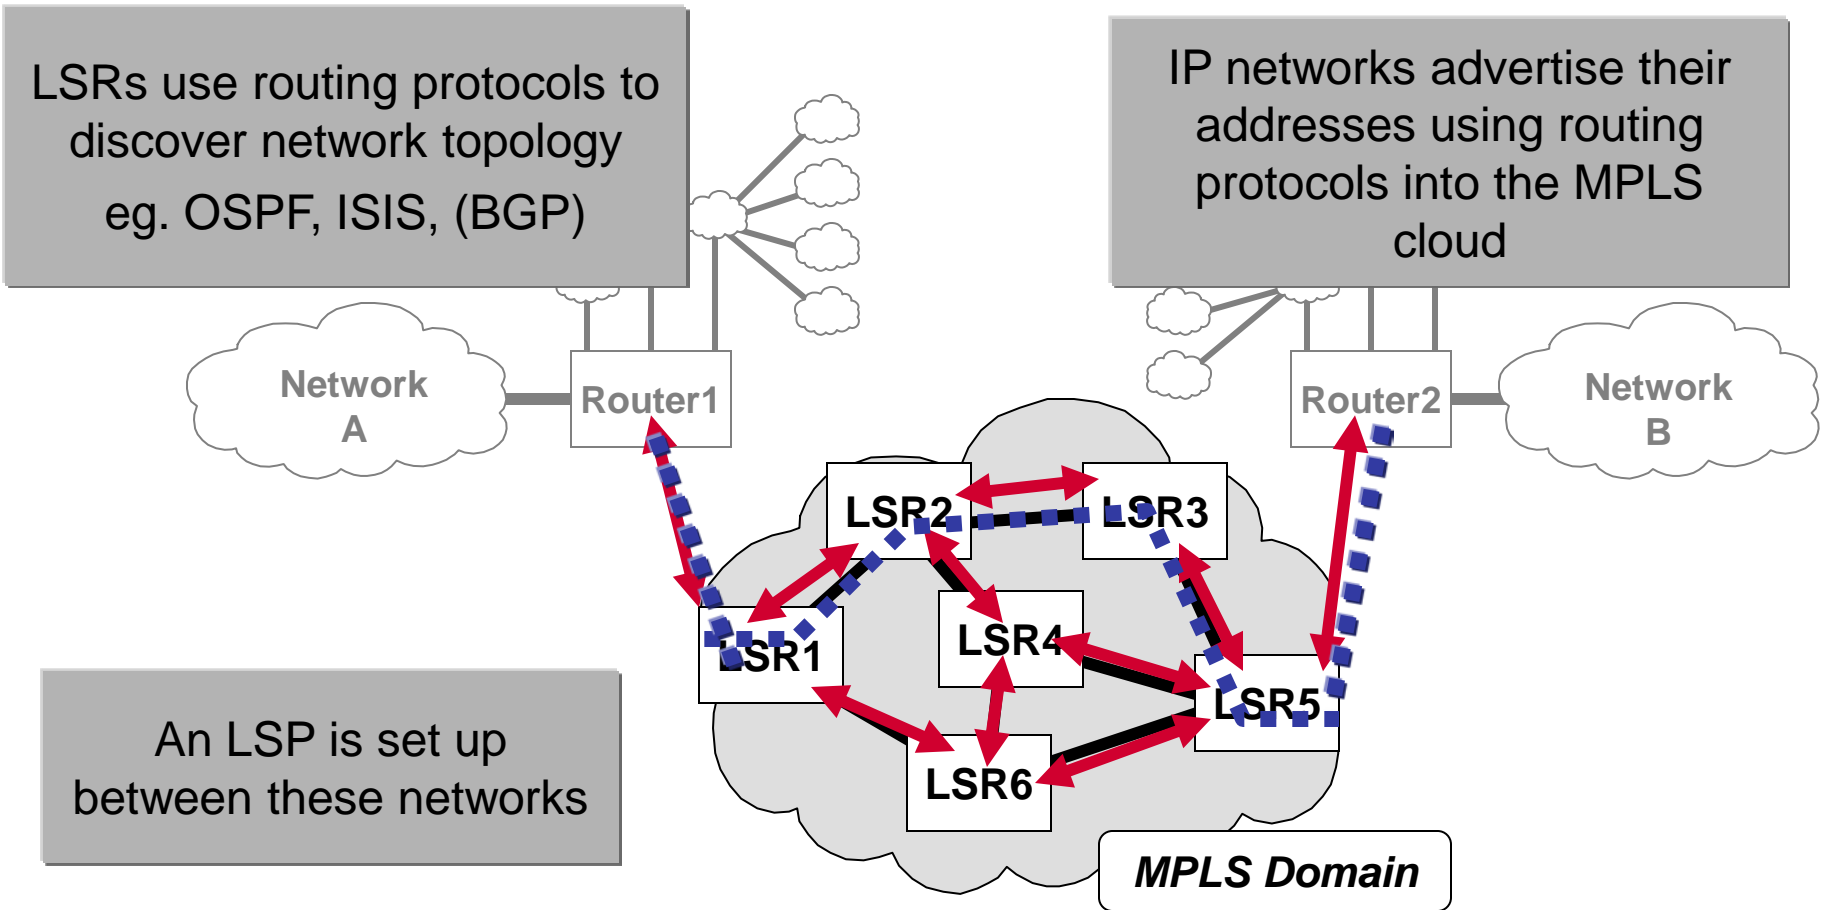 LSRs use routing protocols to
discover network topology
eg. OSPF, ISIS, (BGP)
IP networks advertise their
addresses using routing
protocols into the MPLS
cloud
Network
A
Router1
Router2
Network
B
LSR2
LSR3
LSR1
LSR4
LSR5
LSR6
An LSP is set up
between these networks
MPLS Domain